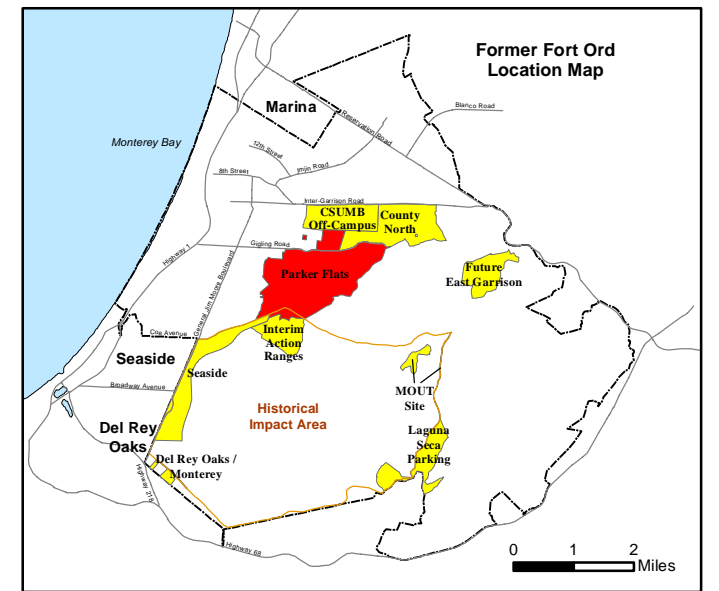 Former Fort Ord
Location Map
Marina
Blanco Road
Reservation Road
Monterey Bay
12th Street
Imjin Road
8th Street
Inter-Garrison Road
CSUMB
Off-Campus
County
North
Gigling Road
Highway 1
General Jim Moore Boulevard
Parker Flats
Future
East Garrison
Coe Avenue
Interim
Action
Ranges
Seaside
Seaside
Broadway Avenue
MOUT
Site
Historical
Impact Area
Del Rey
Oaks
Laguna
Seca
Parking
Del Rey Oaks /
Monterey
Highway 218
Highway 68
0 1 2
Miles